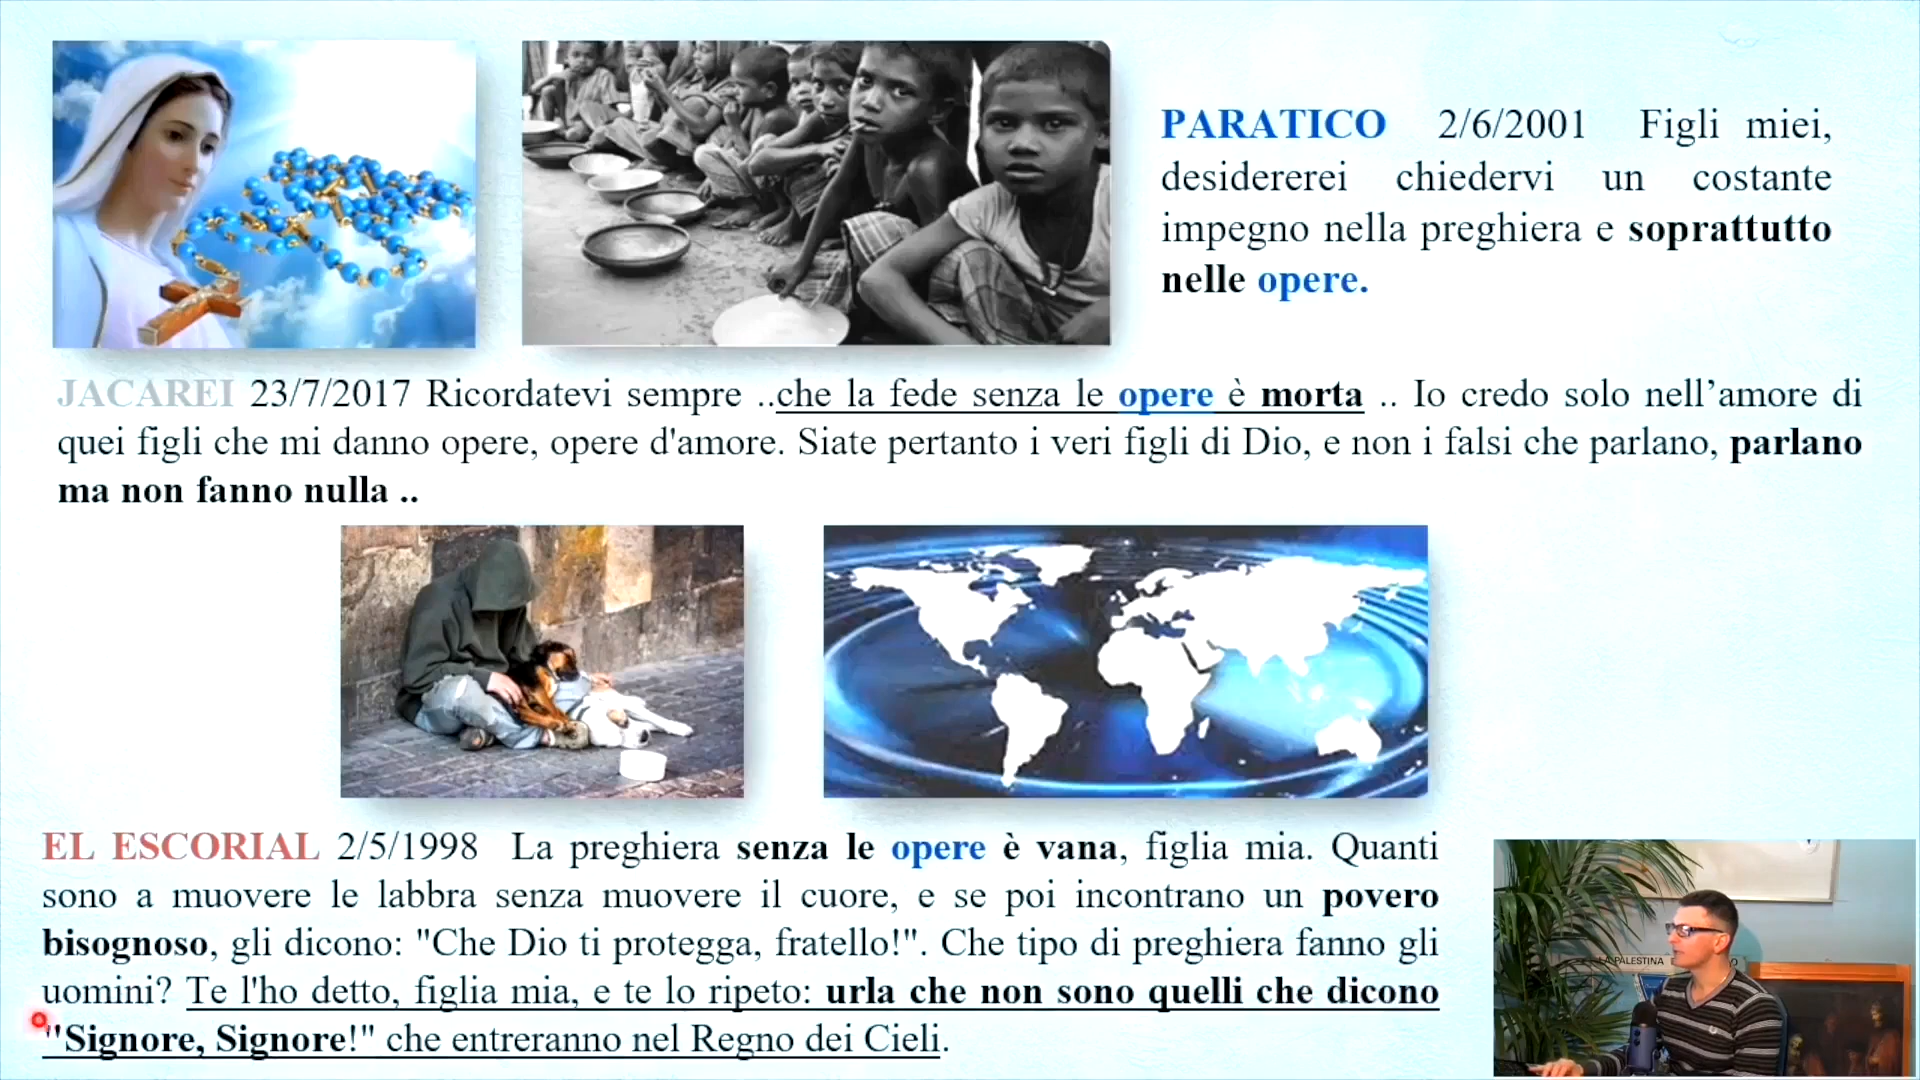 PARATICO 2/6/2001 Figli miei,
desidererei chiedervi un costante
impegno nella preghiera e soprattutto
nelle opere.
JACAREI 23/7/2017 Ricordatevi sempre ..che la fede senza le opere è morta .. Io credo solo nell’amore di
quei figli che mi danno opere, opere d'amore. Siate pertanto i veri figli di Dio, e non i falsi che parlano, parlano
ma non fanno nulla ..
EL ESCORIAL 2/5/1998 La preghiera senza le opere è vana, figlia mia. Quanti
sono a muovere le labbra senza muovere il cuore, e se poi incontrano un povero
bisognoso, gli dicono: "Che Dio ti protegga, fratello!". Che tipo di preghiera fanno gli
uomini? Te l'ho detto, figlia mia, e te lo ripeto: urla che non sono quelli che dicono
"Signore, Signore!" che entreranno nel Regno dei Cieli.
LA PALESTINA